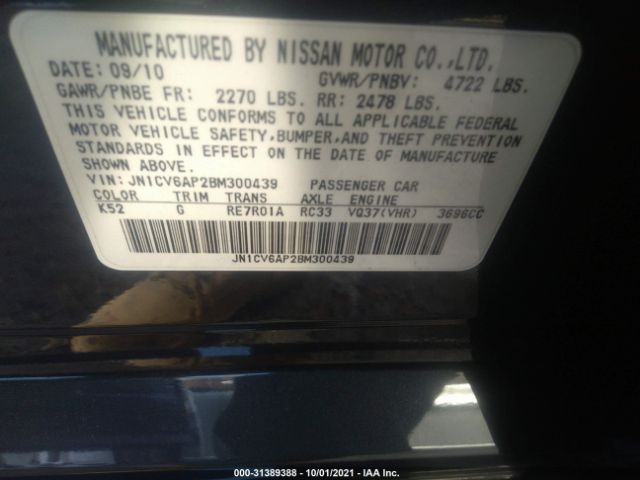 MANUFACTURED BY NISSAN MOTOR CO.,LTD.
DATE: 09/10 GVWR/PNBV: 4722 LBS.
GAWR/PNBE FR: 2270 LBS. RR: 2478 LBS.
THIS VEHICLE CONFORMS TO ALL APPLICABLE FEDERAL
MOTOR VEHICLE SAFETY,BUMPER,AND THEFT PREVENTION
STANDARDS IN EFFECT ON THE DATE OF MANUFACTURE
SHOWN ABOVE.
VIN: JN1CV6AP2BM300439 PASSENGER CAR
COLOR TRIM TRANS AXLE ENGINE
K52 G RE7R01A RC33 VQ37(VHR) 3696CC
JN1CV6AP2BM300439
000-31389388 - 10/01/2021 - IAA Inc.